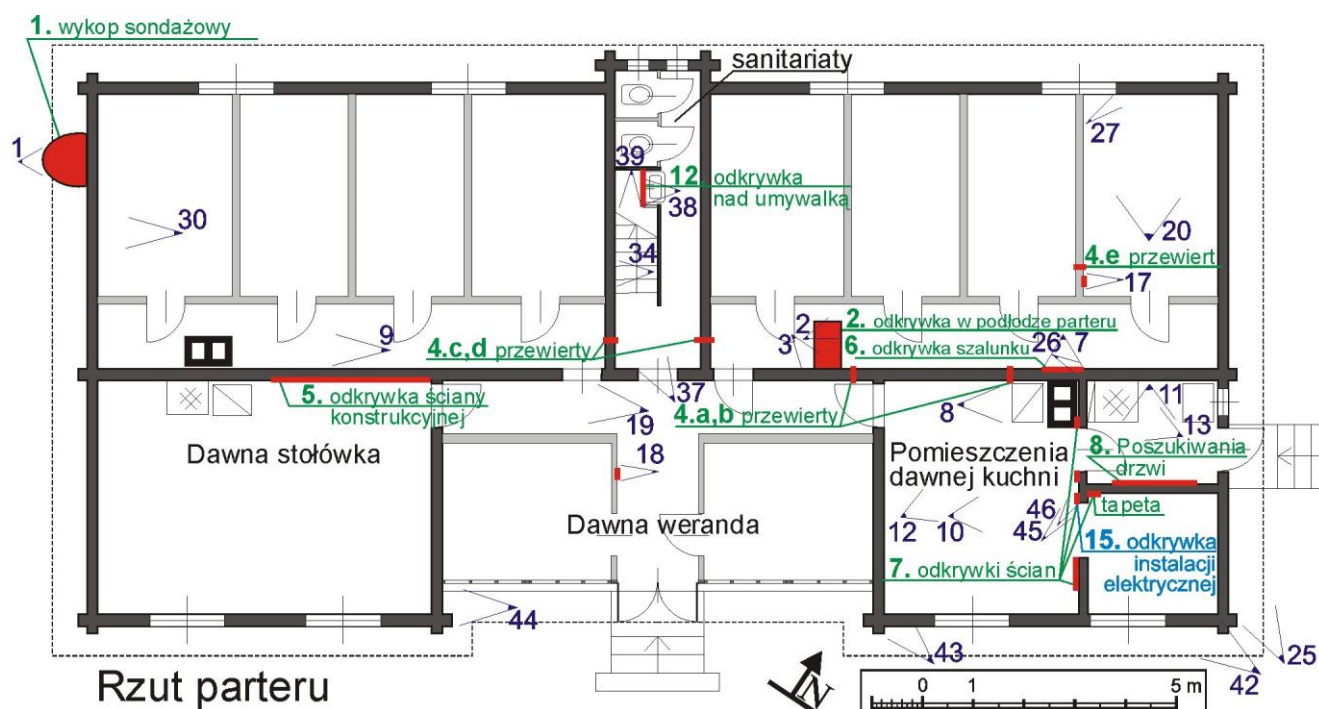 1. wykop sondażowy
sanitariaty
1
27
39
12. odkrywka
nad umywalką
38
30
20
34
4.e przewiert
17
9
2
3
2. odkrywka w podłodze parteru
4.c,d przewierty
6. odkrywka szalunku
26
7
37
5. odkrywka ściany
konstrukcyjnej
19
4.a,b przewierty
8
11
13
Dawna stołówka
18
Pomieszczenia
dawnej kuchni
8. Poszukiwania
drzwi
Dawna weranda
12
10
46
45
tapeta
15. odkrywka
instalacji
elektrycznej
7. odkrywki ścian
44
43
25
42
Rzut parteru
N
0 1 5 m